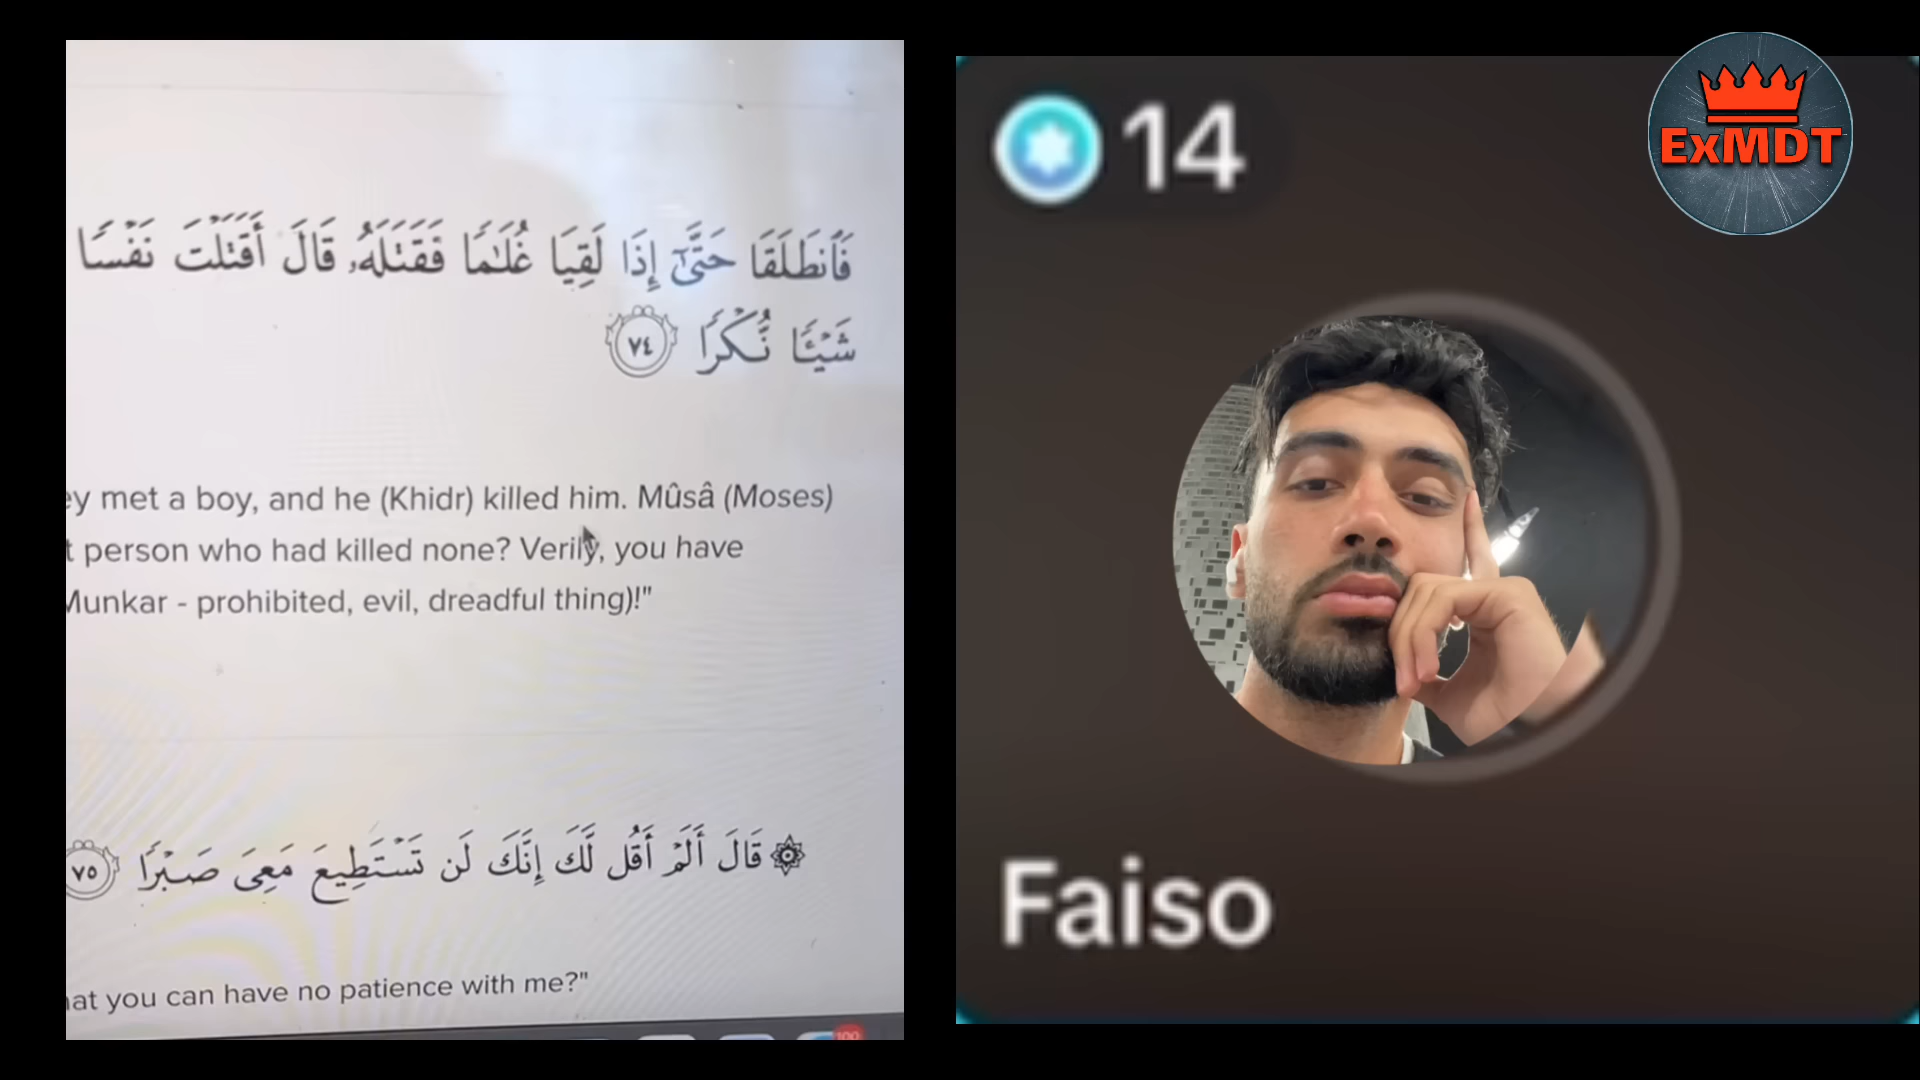 فَٱنطَلَقَا حَتَّىٰٓ إِذَا لَقِيَا غُلَٰمًا فَقَتَلَهُۥ قَالَ أَقَتَلْتَ نَفْسًا
شَيْـًٔا نُّكْرًا ٧٤
ey met a boy, and he (Khidr) killed him. Mûsâ (Moses)
t person who had killed none? Verily, you have
Munkar - prohibited, evil, dreadful thing)!"
۞ قَالَ أَلَمْ أَقُل لَّكَ إِنَّكَ لَن تَسْتَطِيعَ مَعِىَ صَبْرًا ٧٥
hat you can have no patience with me?"
100
14
ExMDT
Faiso